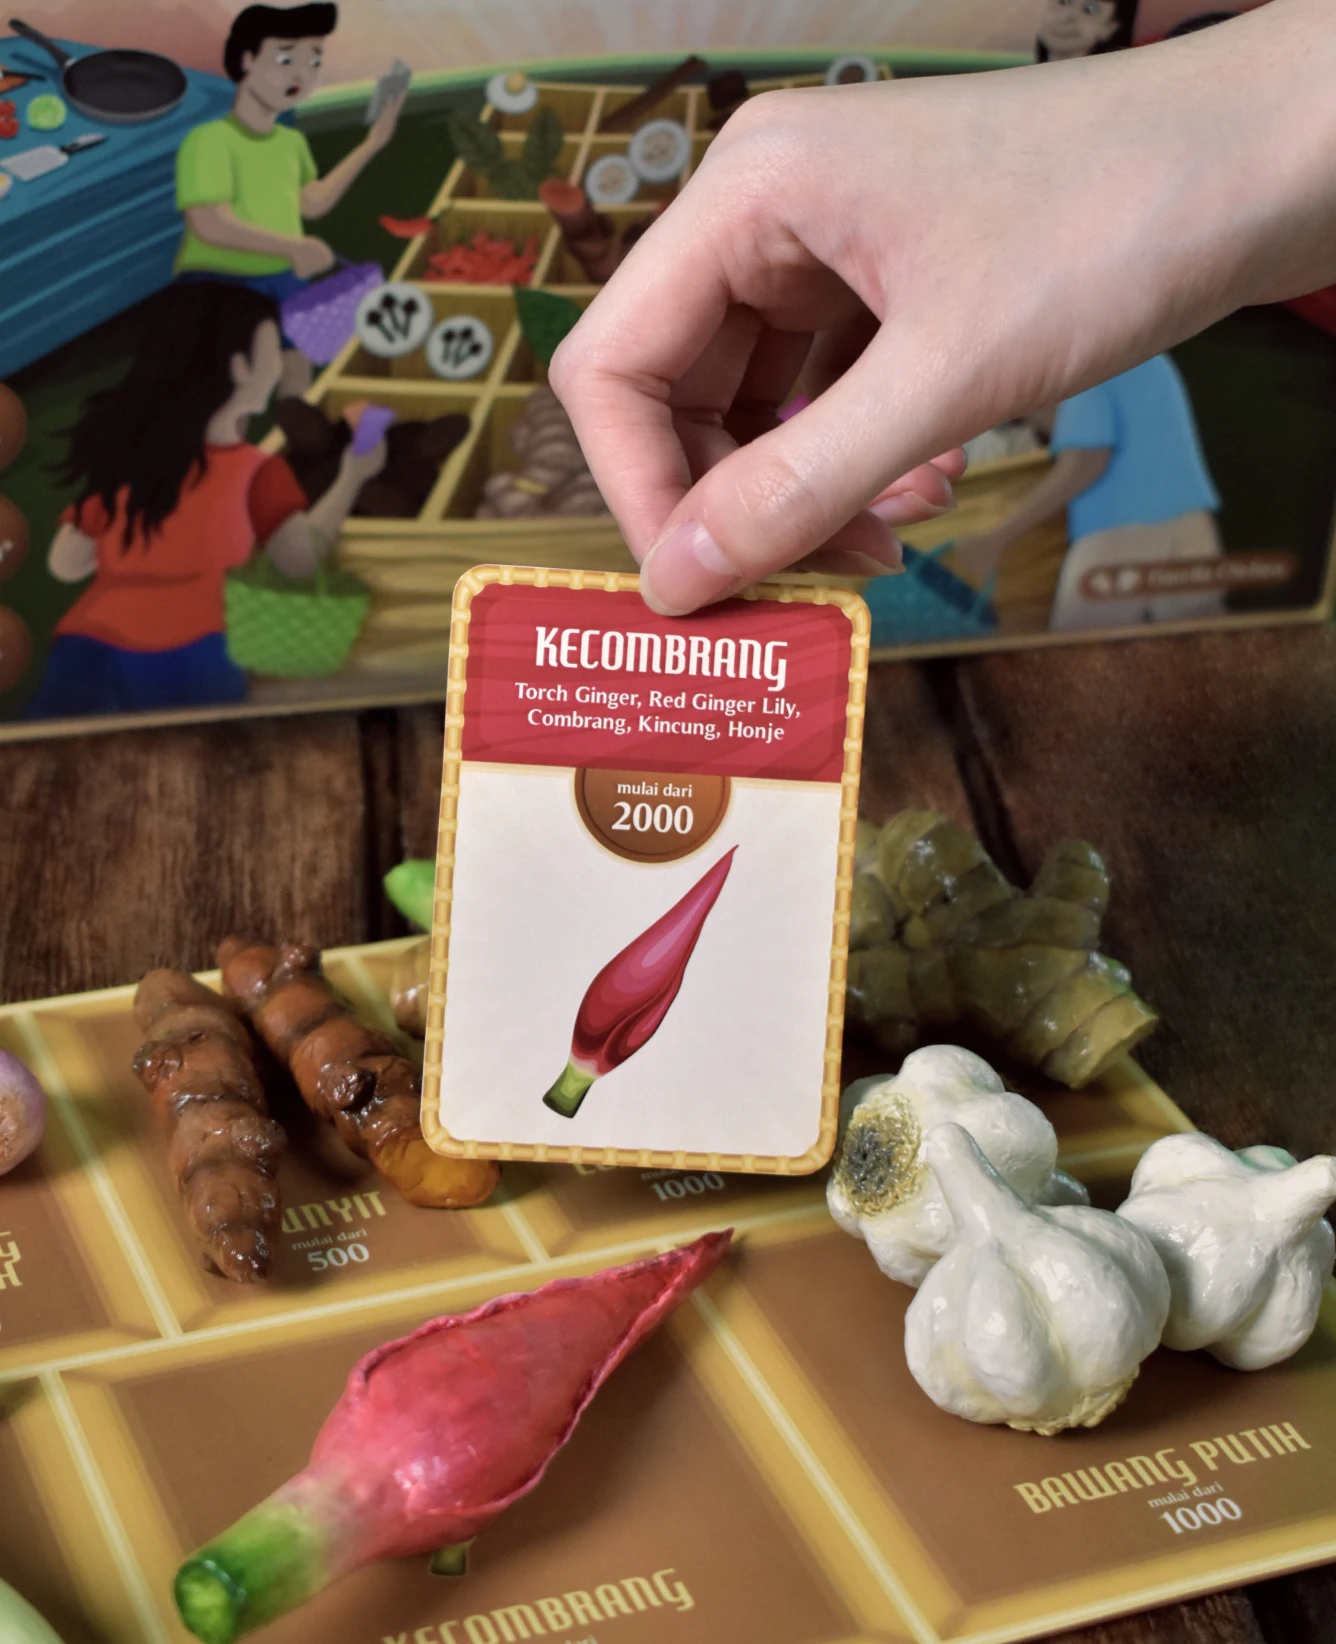 KECOMBRANG
Torch Ginger, Red Ginger Lily,
Combrang, Kincung, Honje
mulai dari
2000
1000
mulai dari
500
BAWANG PUTIH
mulai dari
1000
KECOMBRANG